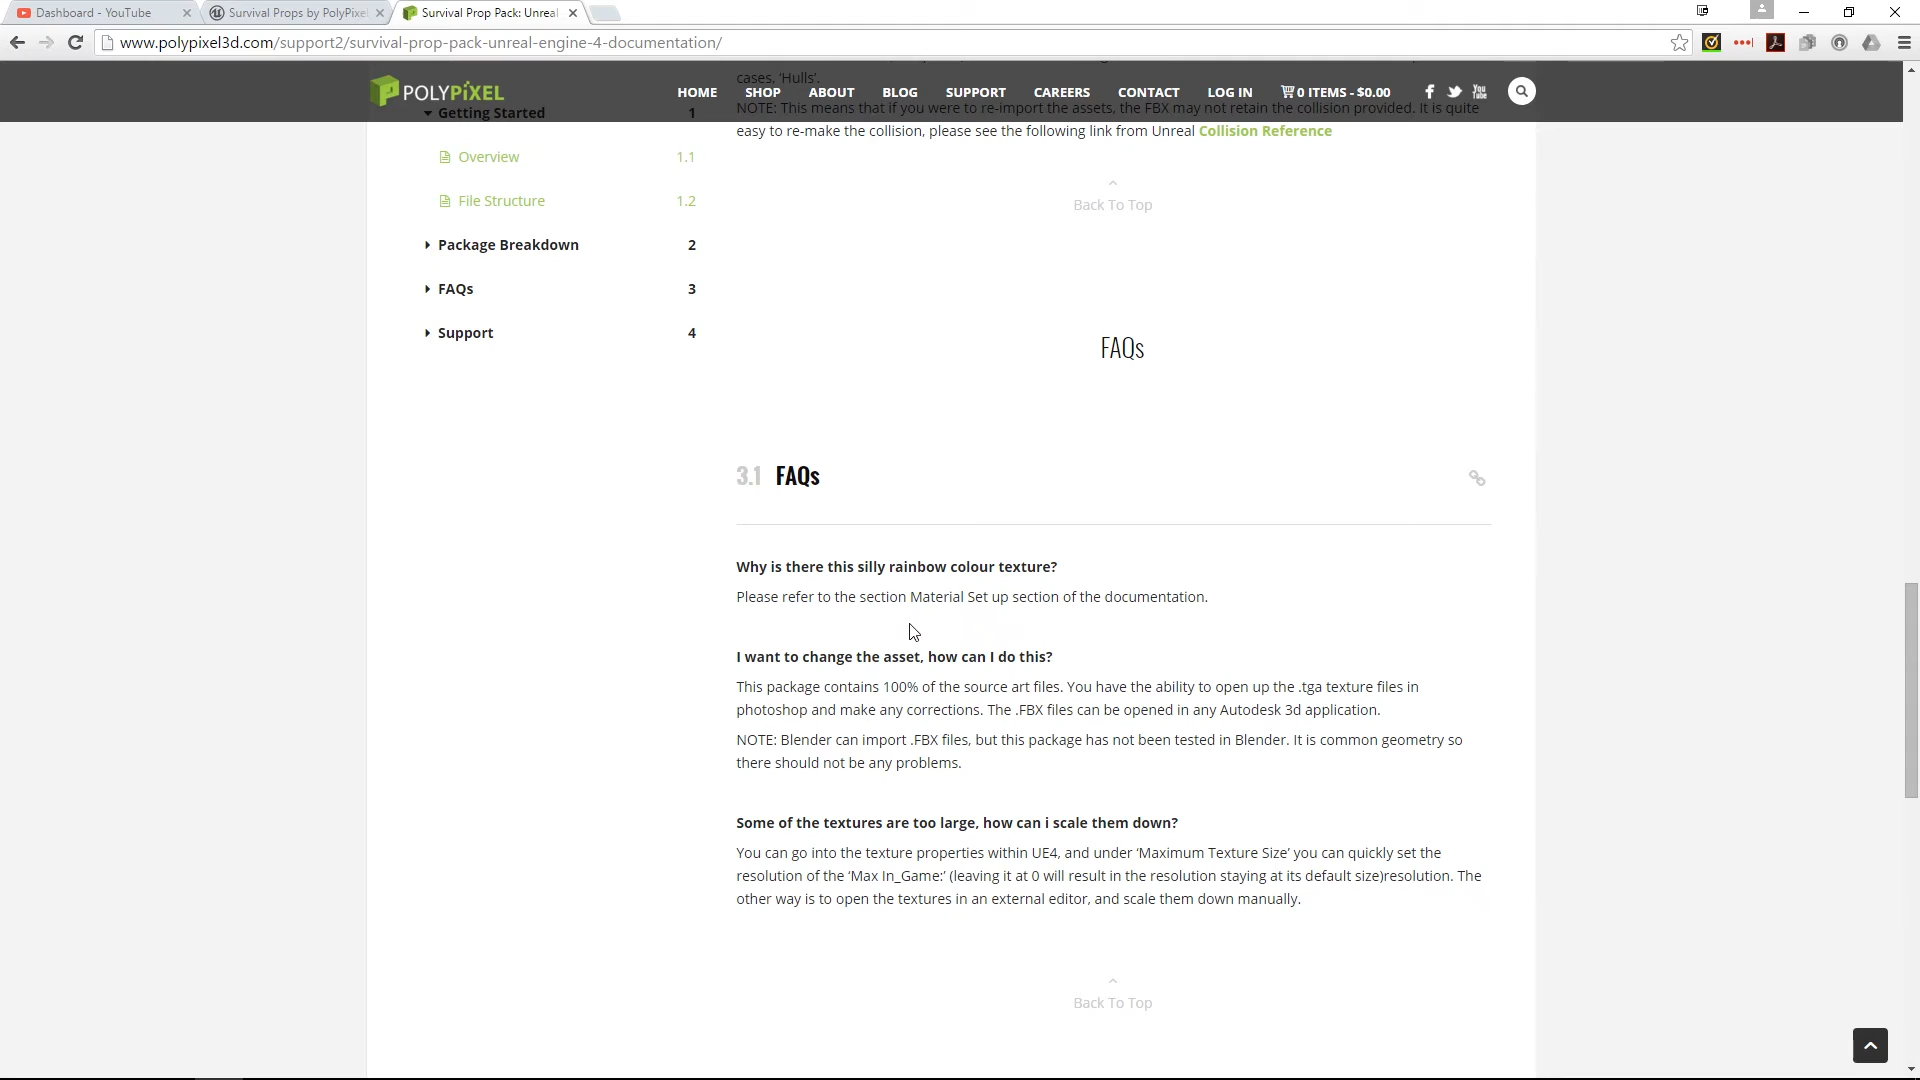 Dashboard - YouTube
Survival Props by PolyPixel
Survival Prop Pack: Unreal
www.polypixel3d.com/support2/survival-prop-pack-unreal-engine-4-documentation/
POLYPIXEL
HOME SHOP ABOUT BLOG SUPPORT CAREERS CONTACT LOG IN 0 ITEMS - $0.00
Getting Started 1
Overview 1.1
File Structure 1.2
Package Breakdown 2
FAQs 3
Support 4
cases, ‘Hulls’.
NOTE: This means that if you were to re-import the assets, the FBX may not retain the collision provided. It is quite
easy to re-make the collision, please see the following link from Unreal Collision Reference
Back To Top
FAQs
3.1 FAQs
Why is there this silly rainbow colour texture?
Please refer to the section Material Set up section of the documentation.
I want to change the asset, how can I do this?
This package contains 100% of the source art files. You have the ability to open up the .tga texture files in
photoshop and make any corrections. The .FBX files can be opened in any Autodesk 3d application.
NOTE: Blender can import .FBX files, but this package has not been tested in Blender. It is common geometry so
there should not be any problems.
Some of the textures are too large, how can i scale them down?
You can go into the texture properties within UE4, and under ‘Maximum Texture Size’ you can quickly set the
resolution of the ‘Max In_Game:’ (leaving it at 0 will result in the resolution staying at its default size)resolution. The
other way is to open the textures in an external editor, and scale them down manually.
Back To Top